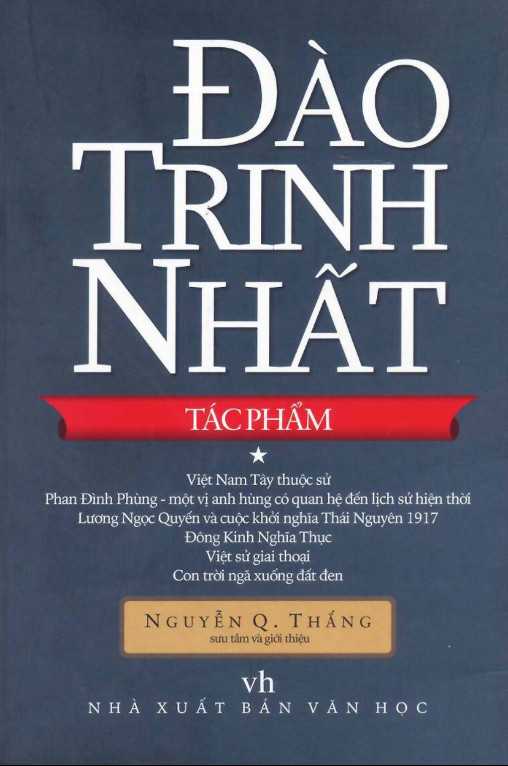 ĐÀO
TRINH
NHẤT
TÁC PHẨM
★
Việt Nam Tây thuộc sử
Phan Đình Phùng - một vị anh hùng có quan hệ đến lịch sử hiện thời
Lương Ngọc Quyến và cuộc khởi nghĩa Thái Nguyên 1917
Đông Kinh Nghĩa Thục
Việt sử giai thoại
Con trời ngã xuống đất đen
NGUYỄN Q. THẮNG
sưu tầm và giới thiệu
vh
NHÀ XUẤT BẢN VĂN HỌC